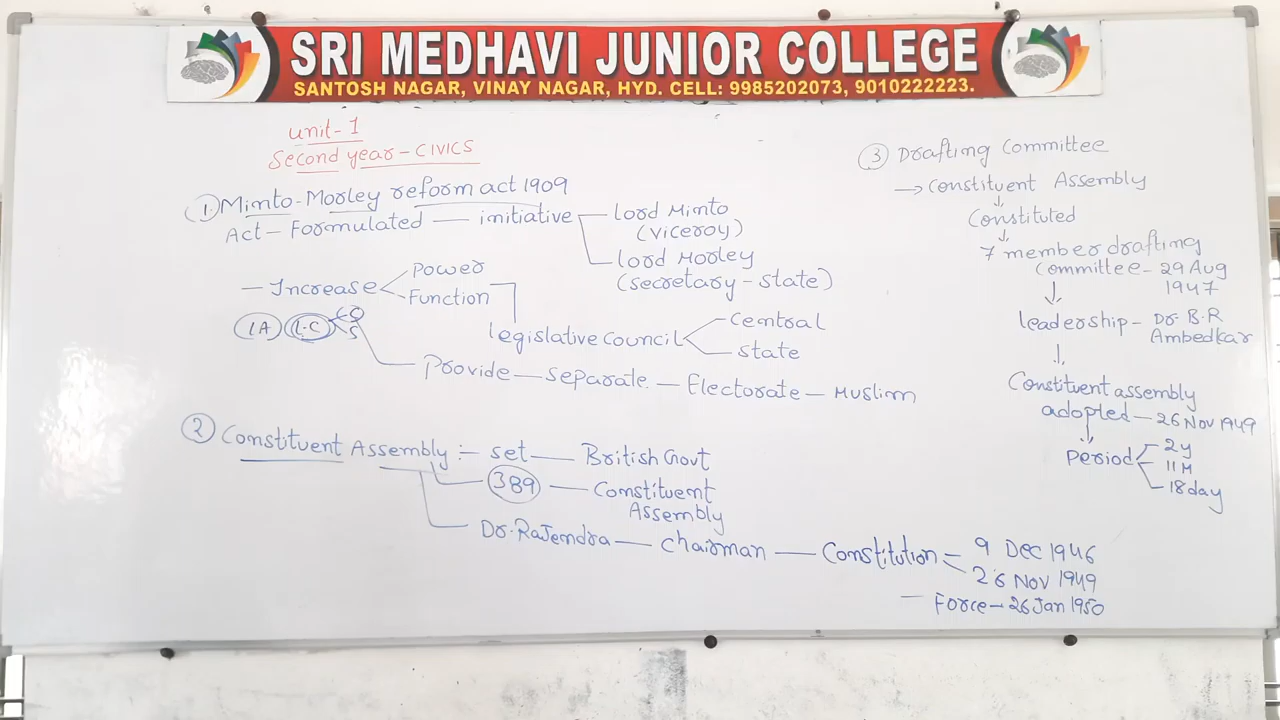 SRI MEDHAVI JUNIOR COLLEGE
SANTOSH NAGAR, VINAY NAGAR, HYD. CELL: 9985202073, 9010222223.
unit-1
Second year-CIVICS
① Minto-Morley reform act 1909
Act-Formulated — initiative
lord Minto
(viceroy)
lord Morley
(secretary-state)
— Increase
Power
Function
1A
L.C
C
S
legislative council
Central
State
Provide — Separate — Electorate — Muslim
② Constituent Assembly :- set — British Govt
389 — Constituent
Assembly
Dr. Rajendra — Chairman — Constitution
9 Dec 1946
26 Nov 1949
— Force - 26 Jan 1950
③ Drafting Committee
→ Constituent Assembly
↓
Constituted
↓
7 member drafting
Committee - 29 Aug
1947
↓
leadership - Dr. B.R
Ambedkar
↓
Constituent assembly
adopted - 26 Nov 1949
↓
Period
2y
11 M
18 day